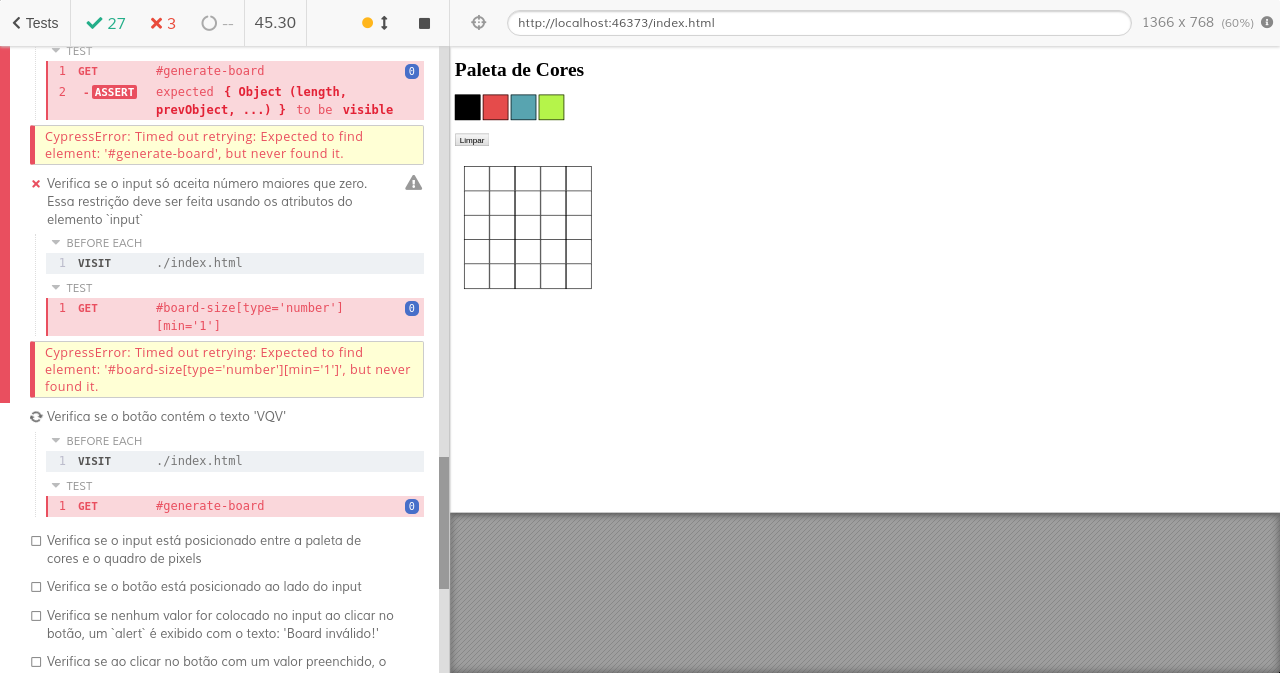 Tests 27 3 -- 45.30 http://localhost:46373/index.html 1366 x 768 (60%)
TEST
1 GET #generate-board 0
2 -ASSERT expected { Object (length,
prevObject, ...) } to be visible
CypressError: Timed out retrying: Expected to find
element: '#generate-board', but never found it.
Verifica se o input só aceita número maiores que zero.
Essa restrição deve ser feita usando os atributos do
elemento `input`
BEFORE EACH
1 VISIT ./index.html
TEST
1 GET #board-size[type='number'] 0
[min='1']
CypressError: Timed out retrying: Expected to find
element: '#board-size[type='number'][min='1']', but never
found it.
Verifica se o botão contém o texto 'VQV'
BEFORE EACH
1 VISIT ./index.html
TEST
1 GET #generate-board 0
Verifica se o input está posicionado entre a paleta de
cores e o quadro de pixels
Verifica se o botão está posicionado ao lado do input
Verifica se nenhum valor for colocado no input ao clicar no
botão, um `alert` é exibido com o texto: 'Board inválido!'
Verifica se ao clicar no botão com um valor preenchido, o
Paleta de Cores
Limpar